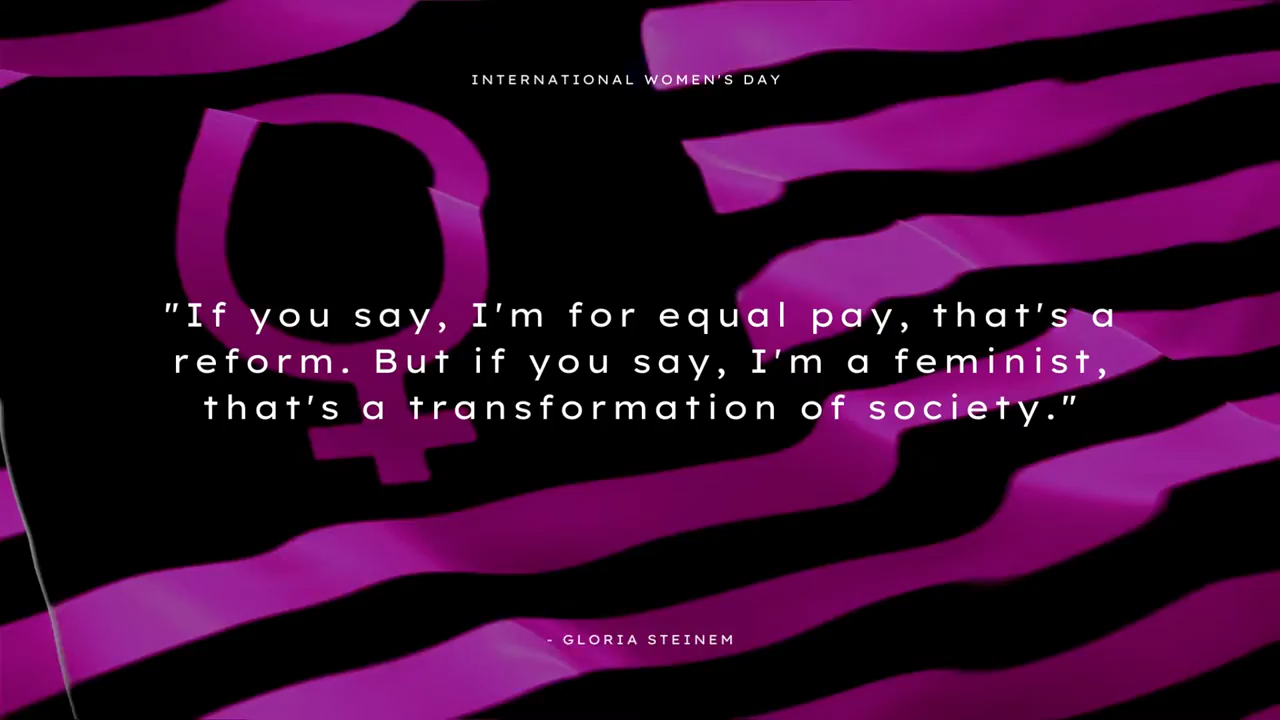 INTERNATIONAL WOMEN'S DAY
"If you say, I'm for equal pay, that's a
reform. But if you say, I'm a feminist,
that's a transformation of society."
- GLORIA STEINEM